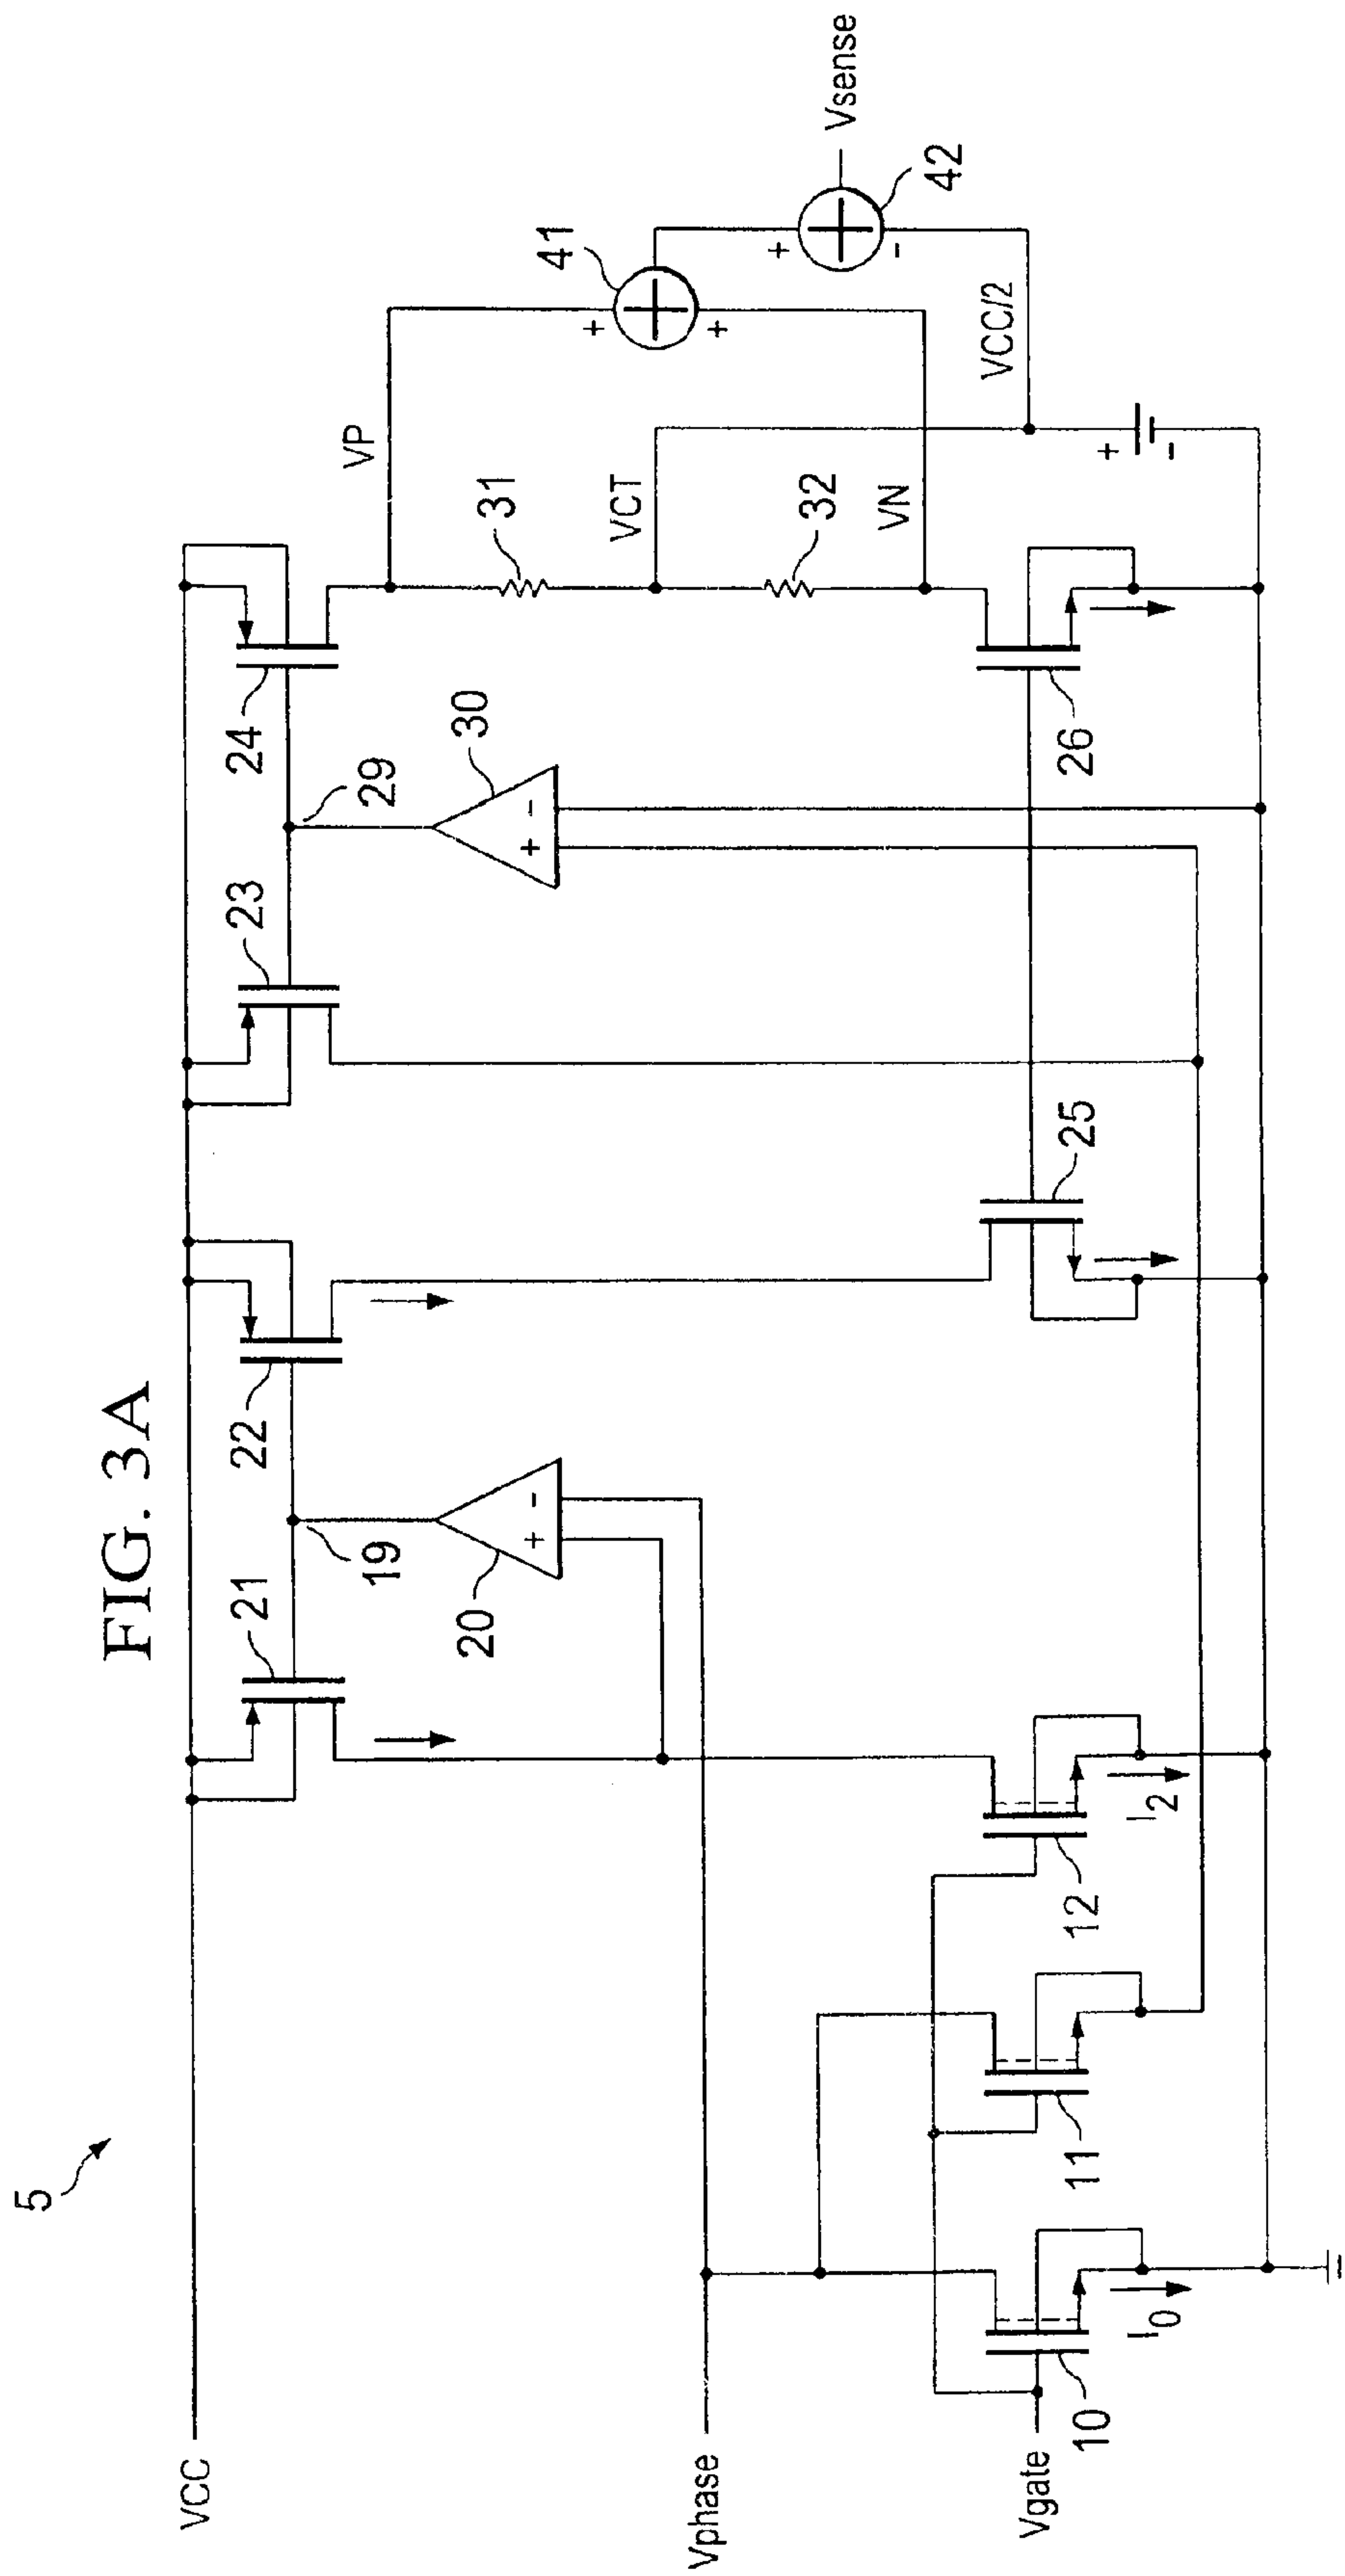 FIG. 3A
5
VCC
21
22
23
24
19
29
20
+
-
30
+
-
VP
31
VCT
32
VN
41
+
+
42
+
-
Vsense
VCC/2
+
-
Vphase
Vgate
10
I0
11
12
I2
25
26